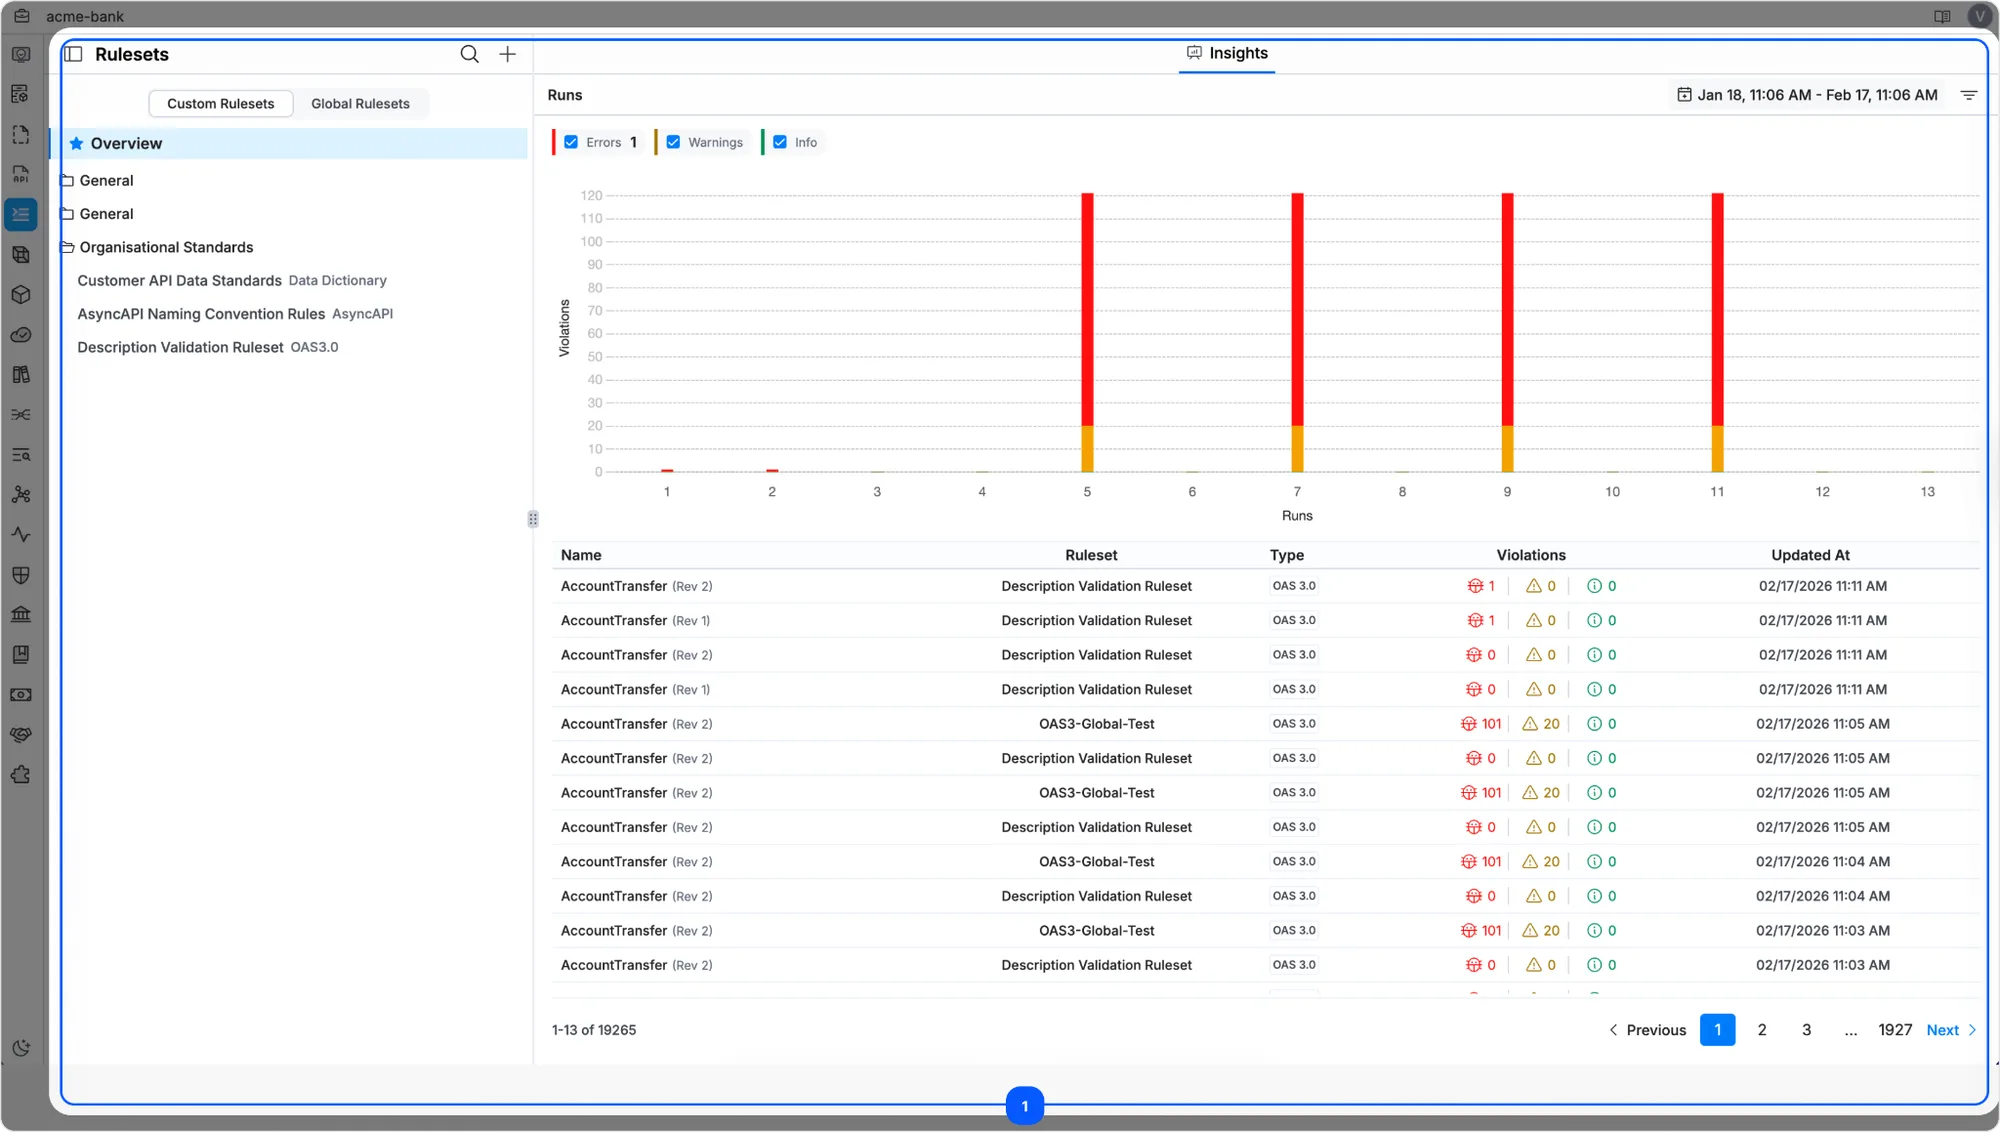 acme-bank
V
Rulesets
Insights
Custom Rulesets
Global Rulesets
Overview
General
General
Organisational Standards
Customer API Data Standards Data Dictionary
AsyncAPI Naming Convention Rules AsyncAPI
Description Validation Ruleset OAS3.0
API
Runs
Jan 18, 11:06 AM - Feb 17, 11:06 AM
Errors 1
Warnings
Info
Violations
120
110
100
90
80
70
60
50
40
30
20
10
0
1 2 3 4 5 6 7 8 9 10 11 12 13
Runs
Name Ruleset Type Violations Updated At
AccountTransfer (Rev 2) Description Validation Ruleset OAS 3.0 1 0 0 02/17/2026 11:11 AM
AccountTransfer (Rev 1) Description Validation Ruleset OAS 3.0 1 0 0 02/17/2026 11:11 AM
AccountTransfer (Rev 2) Description Validation Ruleset OAS 3.0 0 0 0 02/17/2026 11:11 AM
AccountTransfer (Rev 1) Description Validation Ruleset OAS 3.0 0 0 0 02/17/2026 11:11 AM
AccountTransfer (Rev 2) OAS3-Global-Test OAS 3.0 101 20 0 02/17/2026 11:05 AM
AccountTransfer (Rev 2) Description Validation Ruleset OAS 3.0 0 0 0 02/17/2026 11:05 AM
AccountTransfer (Rev 2) OAS3-Global-Test OAS 3.0 101 20 0 02/17/2026 11:05 AM
AccountTransfer (Rev 2) Description Validation Ruleset OAS 3.0 0 0 0 02/17/2026 11:05 AM
AccountTransfer (Rev 2) OAS3-Global-Test OAS 3.0 101 20 0 02/17/2026 11:04 AM
AccountTransfer (Rev 2) Description Validation Ruleset OAS 3.0 0 0 0 02/17/2026 11:04 AM
AccountTransfer (Rev 2) OAS3-Global-Test OAS 3.0 101 20 0 02/17/2026 11:03 AM
AccountTransfer (Rev 2) Description Validation Ruleset OAS 3.0 0 0 0 02/17/2026 11:03 AM
1-13 of 19265
Previous 1 2 3 ... 1927 Next
1